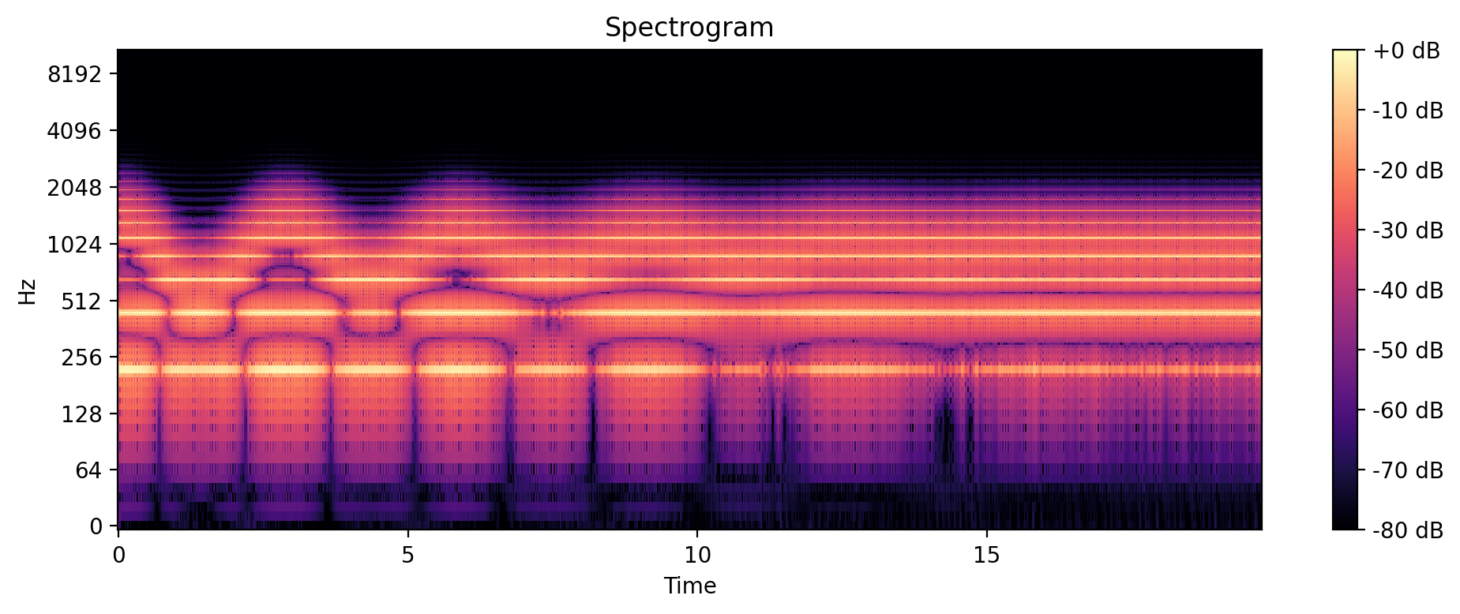 Spectrogram
8192
4096
2048
1024
512
256
128
64
0
Hz
0
5
10
15
Time
+0 dB
-10 dB
-20 dB
-30 dB
-40 dB
-50 dB
-60 dB
-70 dB
-80 dB